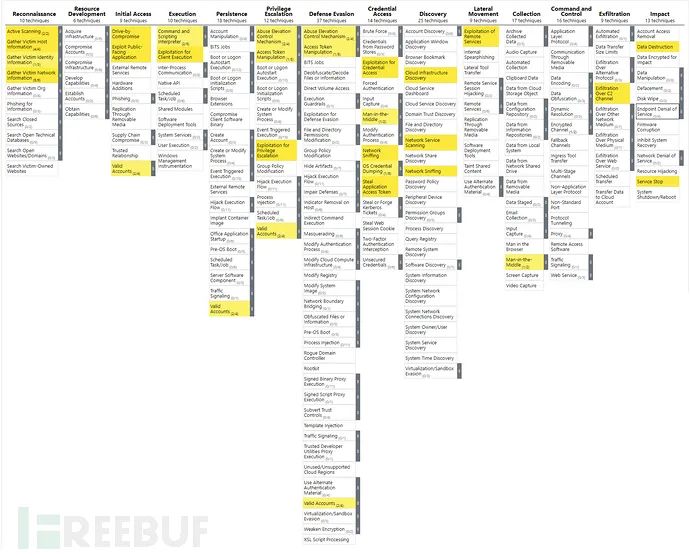 Reconnaissance
10 techniques
Active Scanning (2/2)
Gather Victim Host
Information (4/4)
Gather Victim Identity
Information
Gather Victim Network
Information
Gather Victim Org
Information
Phishing for
Information
Search Closed
Sources
Search Open Technical
Databases
Search Open
Websites/Domains
Search Victim-Owned
Websites
Resource
Development
6 techniques
Acquire
Infrastructure
Compromise
Accounts
Compromise
Infrastructure
Develop
Capabilities
Establish
Accounts
Obtain
Capabilities
Initial Access
9 techniques
Drive-by
Compromise
Exploit Public-Facing
Application
External Remote
Services
Hardware
Additions
Phishing
Replication
Through Removable
Media
Supply Chain
Compromise
Trusted
Relationship
Valid
Accounts (2/4)
Execution
10 techniques
Command and
Scripting
Interpreter
Exploitation for
Client Execution
Inter-Process
Communication
Native API
Scheduled
Task/Job
Shared Modules
Software
Deployment Tools
System Services
User Execution
Windows
Management
Instrumentation
Persistence
18 techniques
Account
Manipulation
BITS Jobs
Boot or Logon
Autostart
Execution
Boot or Logon
Initialization
Scripts
Browser
Extensions
Compromise
Client Software
Binary
Create
Account
Create or Modify
System
Process
Event Triggered
Execution
External Remote
Services
Hijack Execution
Flow
Implant Container
Image
Office Application
Startup
Pre-OS Boot
Scheduled
Task/Job
Server Software
Component
Traffic
Signaling
Valid
Accounts (2/4)
Privilege
Escalation
12 techniques
Abuse Elevation
Control
Mechanism
Access Token
Manipulation
Boot or Logon
Autostart
Execution
Boot or Logon
Initialization
Scripts
Create or Modify
System
Process
Event Triggered
Execution
Exploitation for
Privilege
Escalation
Group Policy
Modification
Hijack Execution
Flow
Process
Injection
Scheduled
Task/Job
Valid
Accounts (2/4)
Defense Evasion
37 techniques
Abuse Elevation Control
Mechanism
Access Token
Manipulation
BITS Jobs
Deobfuscate/Decode
Files or Information
Direct Volume Access
Execution
Guardrails
Exploitation for Defense
Evasion
File and Directory
Permissions
Modification
Group Policy
Modification
Hide Artifacts
Hijack Execution
Flow
Impair Defenses
Indicator Removal on
Host
Indirect Command
Execution
Masquerading
Modify Authentication
Process
Modify Cloud Compute
Infrastructure
Modify Registry
Modify System
Image
Network Boundary
Bridging
Obfuscated Files or
Information
Pre-OS Boot
Process Injection
Rogue Domain
Controller
Rootkit
Signed Binary Proxy
Execution
Signed Script Proxy
Execution
Subvert Trust
Controls
Template Injection
Traffic Signaling
Trusted Developer
Utilities Proxy
Execution
Unused/Unsupported
Cloud Regions
Use Alternate
Authentication
Material
Valid Accounts (2/4)
Virtualization/Sandbox
Evasion
Weaken Encryption
XSL Script Processing
Credential
Access
14 techniques
Brute Force
Credentials
from Password
Stores
Exploitation for
Credential
Access
Forced
Authentication
Input
Capture
Man-in-the-
Middle
Modify
Authentication
Process
Network
Sniffing
OS Credential
Dumping
Steal
Application
Access Token
Steal or Forge
Kerberos
Tickets
Steal Web
Session Cookie
Two-Factor
Authentication
Interception
Unsecured
Credentials
Discovery
25 techniques
Account Discovery
Application Window
Discovery
Browser Bookmark
Discovery
Cloud Infrastructure
Discovery
Cloud Service Dashboard
Cloud Service Discovery
Domain Trust Discovery
File and Directory
Discovery
Network Service
Scanning
Network Share
Discovery
Network Sniffing
Password Policy
Discovery
Peripheral Device
Discovery
Permission Groups
Discovery
Process Discovery
Query Registry
Remote System
Discovery
Software Discovery
System Information
Discovery
System Network
Configuration
Discovery
System Network
Connections Discovery
System Owner/User
Discovery
System Service
Discovery
System Time Discovery
Virtualization/Sandbox
Evasion
Lateral
Movement
9 techniques
Exploitation of
Remote
Services
Internal
Spearphishing
Lateral Tool
Transfer
Remote
Service Session
Hijacking
Remote
Services
Replication
Through
Removable
Media
Software
Deployment
Tools
Taint Shared
Content
Use Alternate
Authentication
Material
Collection
17 techniques
Archive
Collected
Data
Audio Capture
Automated
Collection
Clipboard Data
Data from Cloud
Storage Object
Data from
Configuration
Repository
Data from
Information
Repositories
Data from Local
System
Data from
Network Shared
Drive
Data from
Removable
Media
Data
Staged
Email
Collection
Input
Capture
Man in the
Browser
Man-in-the-
Middle
Screen Capture
Video Capture
Command and
Control
16 techniques
Application
Layer
Protocol
Communication
Through
Removable
Media
Data
Encoding
Data
Obfuscation
Dynamic
Resolution
Encrypted
Channel
Fallback
Channels
Ingress Tool
Transfer
Multi-Stage
Channels
Non-Application
Layer Protocol
Non-Standard
Port
Protocol
Tunneling
Proxy
Remote Access
Software
Traffic
Signaling
Web Service
Exfiltration
9 techniques
Automated
Exfiltration
Data Transfer
Size Limits
Exfiltration
Over
Alternative
Protocol
Exfiltration
Over C2
Channel
Exfiltration
Over Other
Network
Medium
Exfiltration
Over Physical
Medium
Exfiltration
Over Web
Service
Scheduled
Transfer
Transfer Data
to Cloud
Account
Impact
13 techniques
Account Access
Removal
Data Destruction
Data Encrypted for
Impact
Data
Manipulation
Defacement
Disk Wipe
Endpoint Denial of
Service
Firmware
Corruption
Inhibit System
Recovery
Network Denial of
Service
Resource Hijacking
Service Stop
System
Shutdown/Reboot
FREEBUF